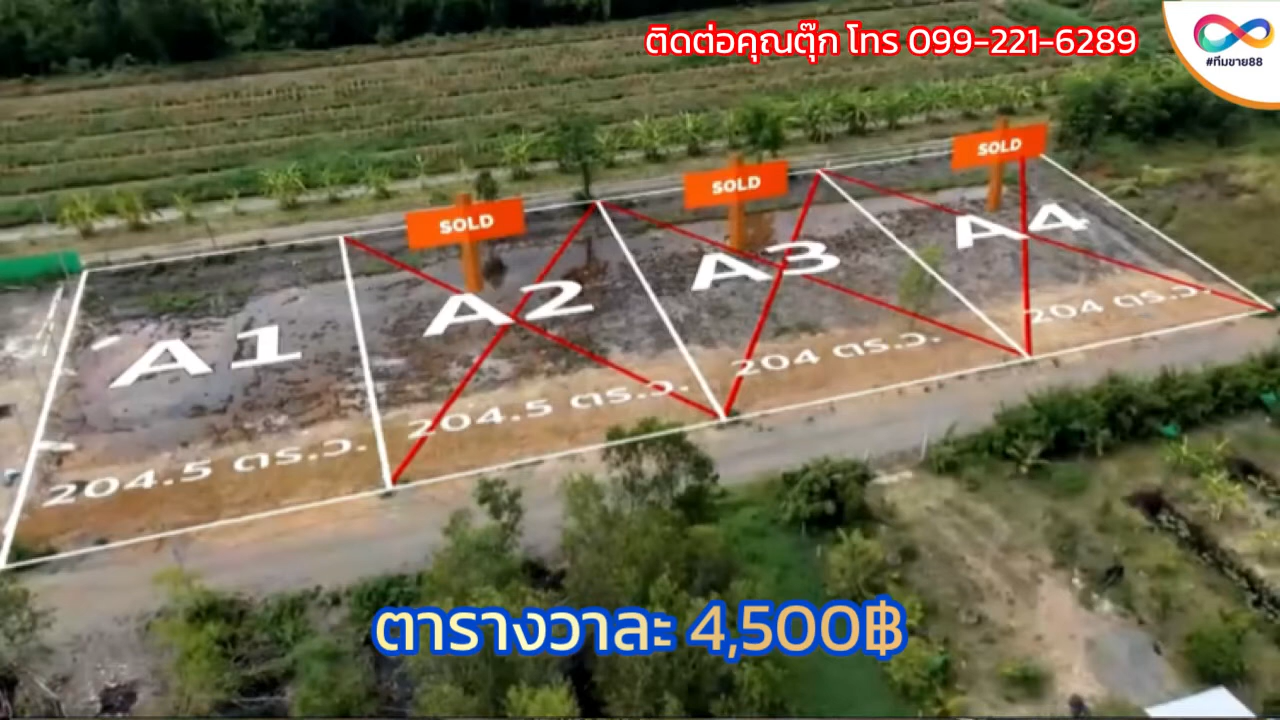 ติดต่อคุณตุ๊ก โทร 099-221-6289
#ทีมขาย88
SOLD
SOLD
SOLD
A1
A2
A3
A4
204.5 ตร.ว.
204.5 ตร.ว.
204 ตร.ว.
204 ตร.ว.
ตารางวาละ 4,500฿